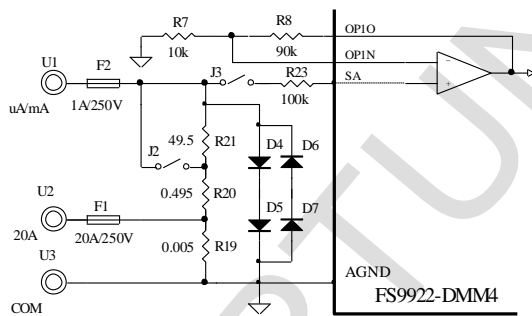 R7
R8
OP1O
10k
90k
OP1N
U1
F2
J3
R23
SA
uA/mA
1A/250V
100k
−
+
J2
49.5
R21
D4
D6
U2
F1
0.495
R20
20A
20A/250V
D5
D7
U3
0.005
R19
AGND
COM
FS9922-DMM4